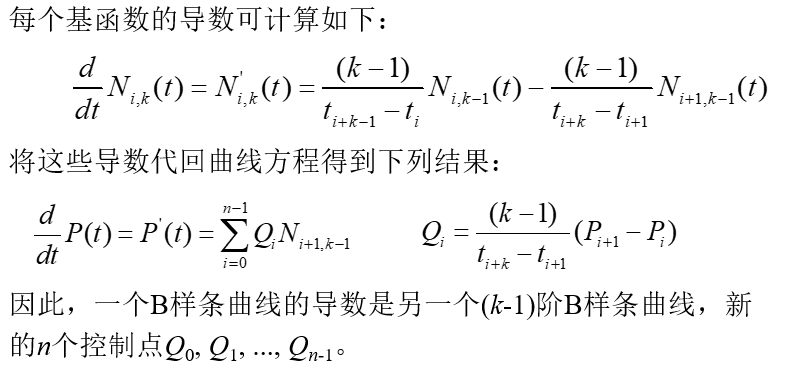 每个基函数的导数可计算如下：
\frac{d}{dt}N_{i,k}(t) = N_{i,k}^{'}(t) = \frac{(k-1)}{t_{i+k-1}-t_i}N_{i,k-1}(t) - \frac{(k-1)}{t_{i+k}-t_{i+1}}N_{i+1,k-1}(t)
将这些导数代回曲线方程得到下列结果：
\frac{d}{dt}P(t) = P^{'}(t) = \sum_{i=0}^{n-1}Q_iN_{i+1,k-1} Q_i = \frac{(k-1)}{t_{i+k}-t_{i+1}}(P_{i+1}-P_i)
因此，一个B样条曲线的导数是另一个(k-1)阶B样条曲线，新
的n个控制点Q_0, Q_1, ..., Q_{n-1}。